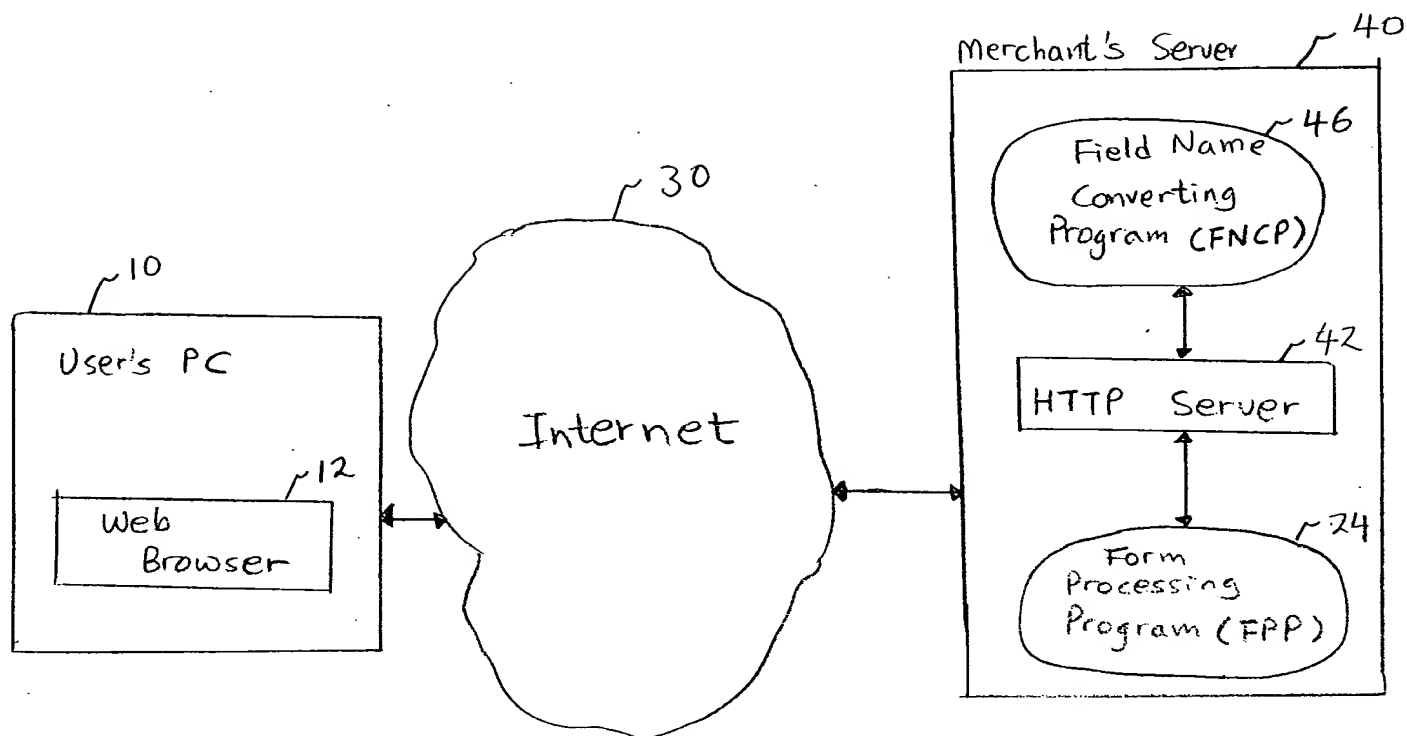 Merchant's Server
40
46
Field Name
Converting
Program (FNCP)
30
10
User's PC
42
HTTP Server
Internet
12
Web
Browser
24
Form
Processing
Program (FPP)